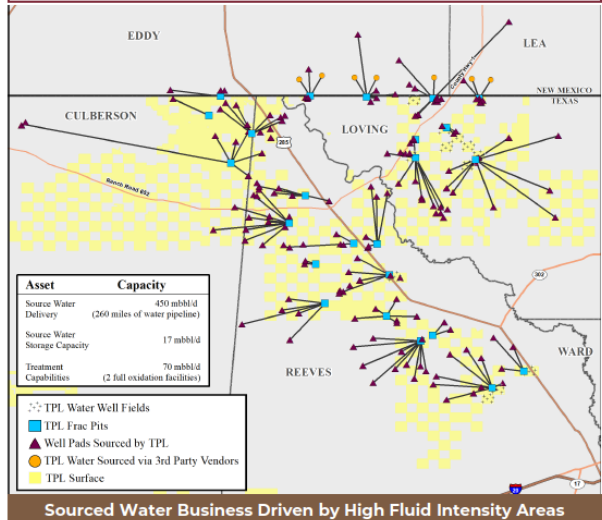 EDDY
LEA
County Hwy 1
NEW MEXICO
TEXAS
CULBERSON
LOVING
285
Ranch Road 652
302
Asset Capacity
Source Water 450 mbbl/d
Delivery (260 miles of water pipeline)
Source Water
Storage Capacity 17 mbbl/d
Treatment 70 mbbl/d
Capabilities (2 full oxidation facilities)
WARD
REEVES
TPL Water Well Fields
TPL Frac Pits
Well Pads Sourced by TPL
TPL Water Sourced via 3rd Party Vendors
TPL Surface
17
20
Sourced Water Business Driven by High Fluid Intensity Areas